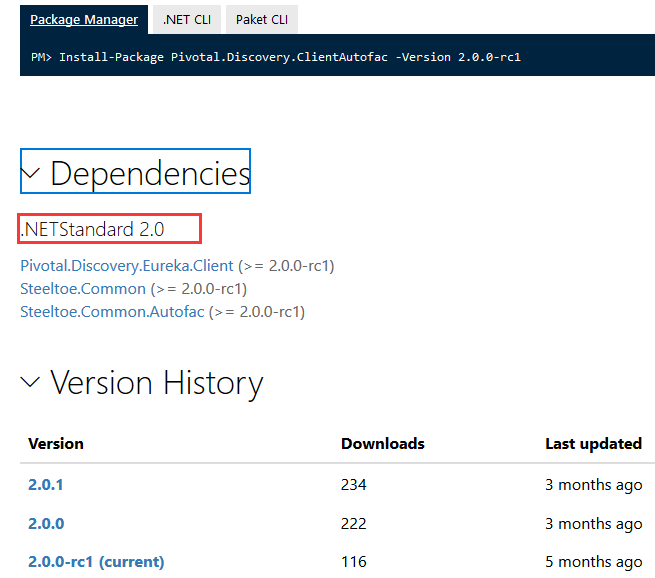 Package Manager .NET CLI Paket CLI
PM> Install-Package Pivotal.Discovery.ClientAutofac -Version 2.0.0-rc1
Dependencies
.NETStandard 2.0
Pivotal.Discovery.Eureka.Client (>= 2.0.0-rc1)
Steeltoe.Common (>= 2.0.0-rc1)
Steeltoe.Common.Autofac (>= 2.0.0-rc1)
Version History
Version Downloads Last updated
2.0.1 234 3 months ago
2.0.0 222 3 months ago
2.0.0-rc1 (current) 116 5 months ago